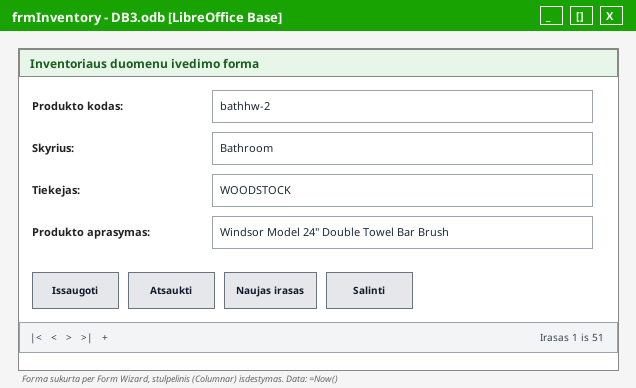 frmInventory - DB3.odb [LibreOffice Base]
_ [] X
Inventoriaus duomenu ivedimo forma
Produkto kodas: bathhw-2
Skyrius: Bathroom
Tiekejas: WOODSTOCK
Produkto aprasymas: Windsor Model 24" Double Towel Bar Brush
Issaugoti Atsaukti Naujas irasas Salinti
|< < > >| + Irasas 1 is 51
Forma sukurta per Form Wizard, stulpelinis (Columnar) isdestymas. Data: =Now()